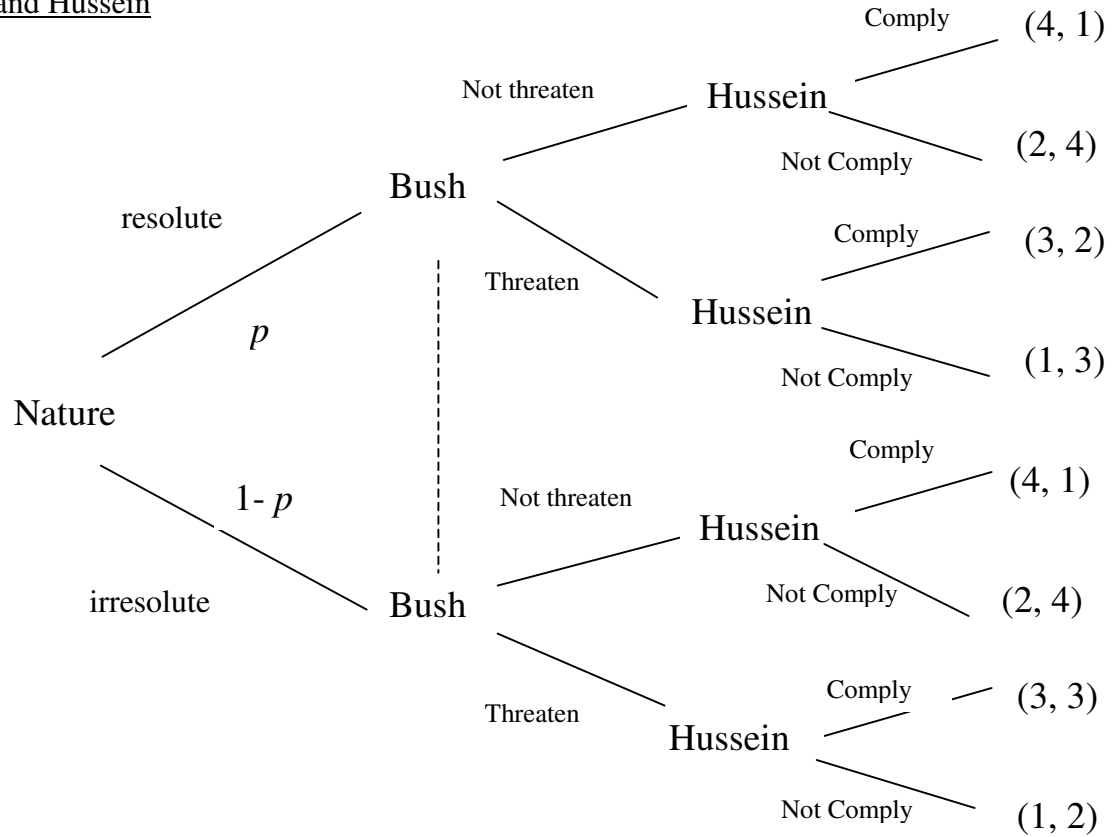 and Hussein
Comply
(4, 1)
Not threaten
Hussein
Not Comply
(2, 4)
Bush
resolute
Comply
(3, 2)
Threaten
Hussein
p
Not Comply
(1, 3)
Nature
Comply
(4, 1)
1- p
Not threaten
Hussein
Not Comply
(2, 4)
irresolute
Bush
Comply
(3, 3)
Threaten
Hussein
Not Comply
(1, 2)